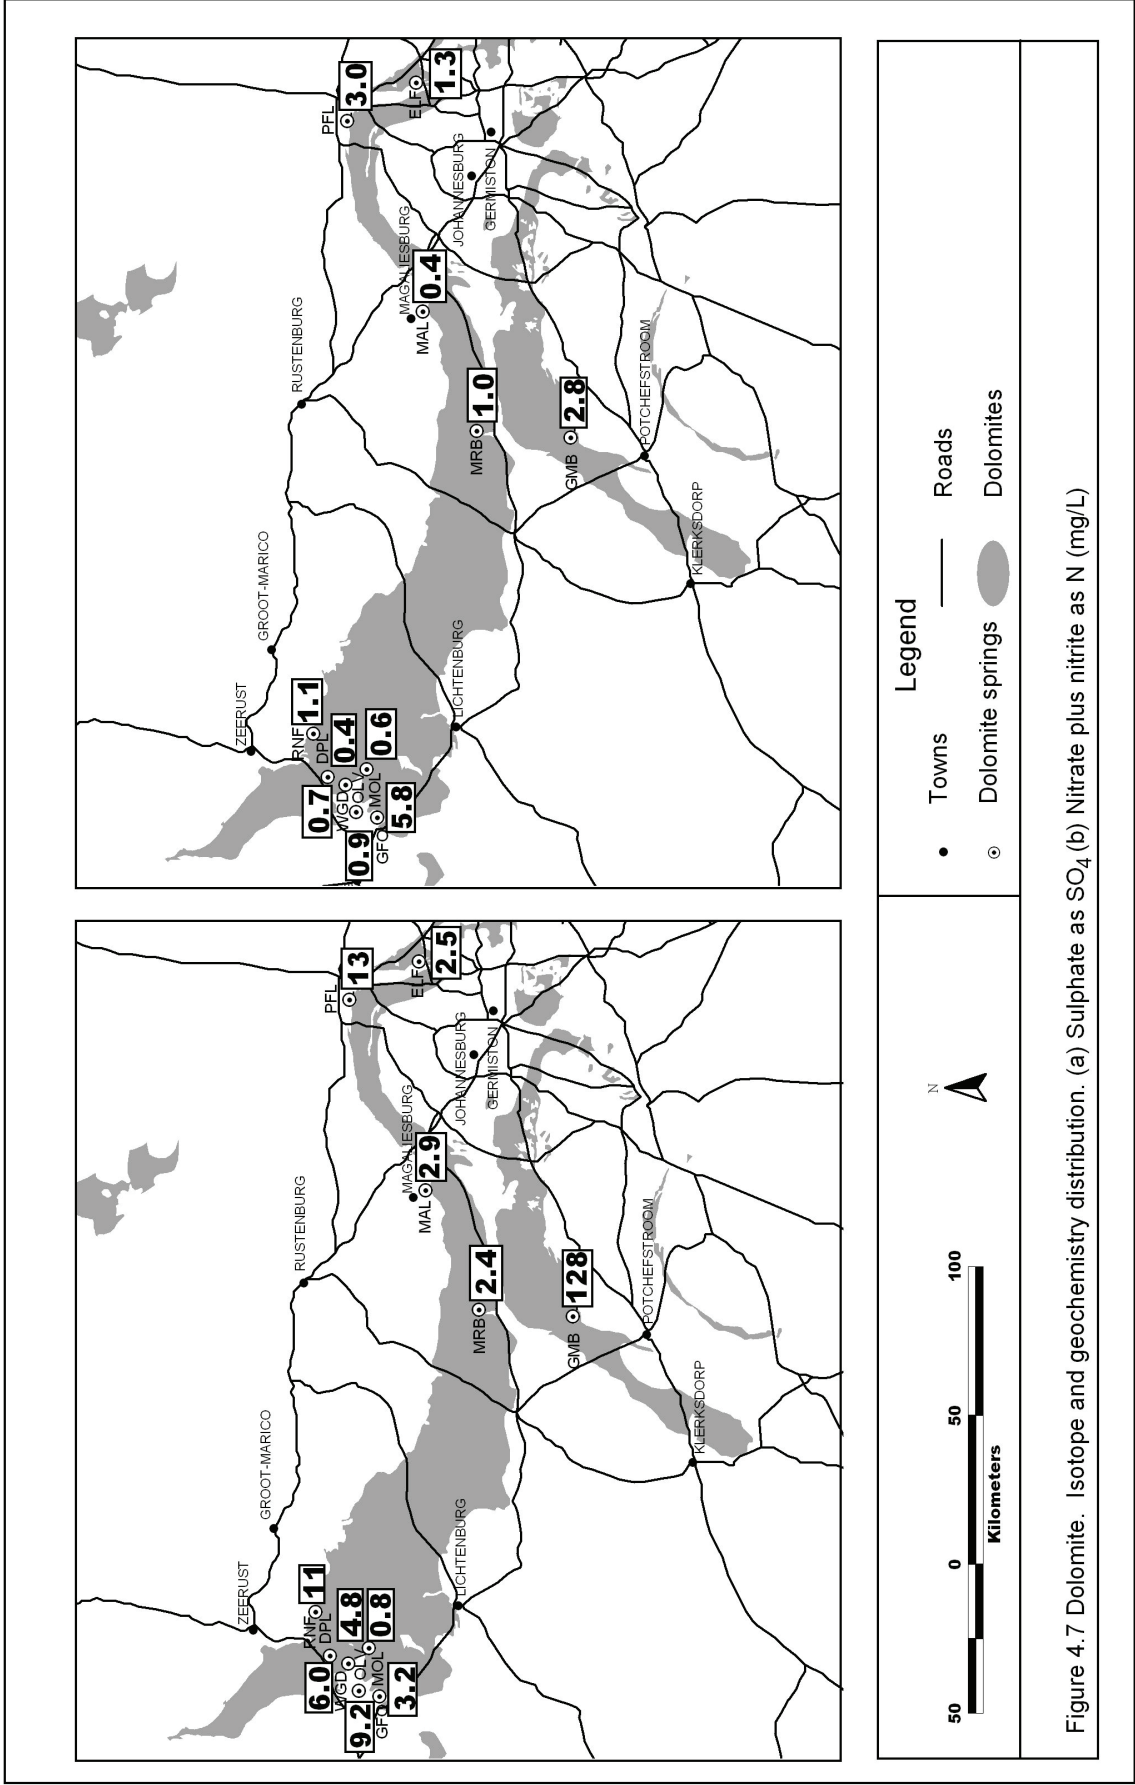 ZEERUST
GROOT-MARICO
RUSTENBURG
PFL
13
RNF
11
DPL
6.0
4.8
WGD
OLV
0.8
9.2
MOL
GFO
3.2
MAGALIESBURG
2.9
MAL
ELF
2.5
JOHANNESBURG
GERMISTON
LICHTENBURG
MRB
2.4
GMB
128
POTCHEFSTROOM
KLERKSDORP
ZEERUST
GROOT-MARICO
RUSTENBURG
PFL
3.0
RNF
1.1
DPL
0.7
0.4
WGD
OLV
0.6
0.9
MOL
GFO
5.8
MAGALIESBURG
0.4
MAL
ELF
1.3
JOHANNESBURG
GERMISTON
LICHTENBURG
MRB
1.0
GMB
2.8
POTCHEFSTROOM
KLERKSDORP
N
50 0 50 100
Kilometers
Legend
Towns
Roads
Dolomite springs
Dolomites
Figure 4.7 Dolomite. Isotope and geochemistry distribution. (a) Sulphate as SO4 (b) Nitrate plus nitrite as N (mg/L)